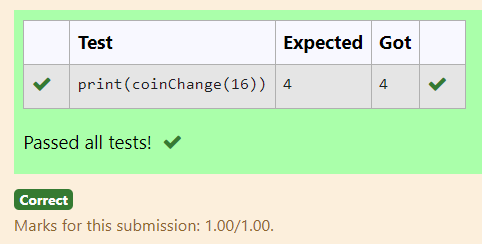 Test Expected Got
print(coinChange(16)) 4 4
Passed all tests!
Correct
Marks for this submission: 1.00/1.00.